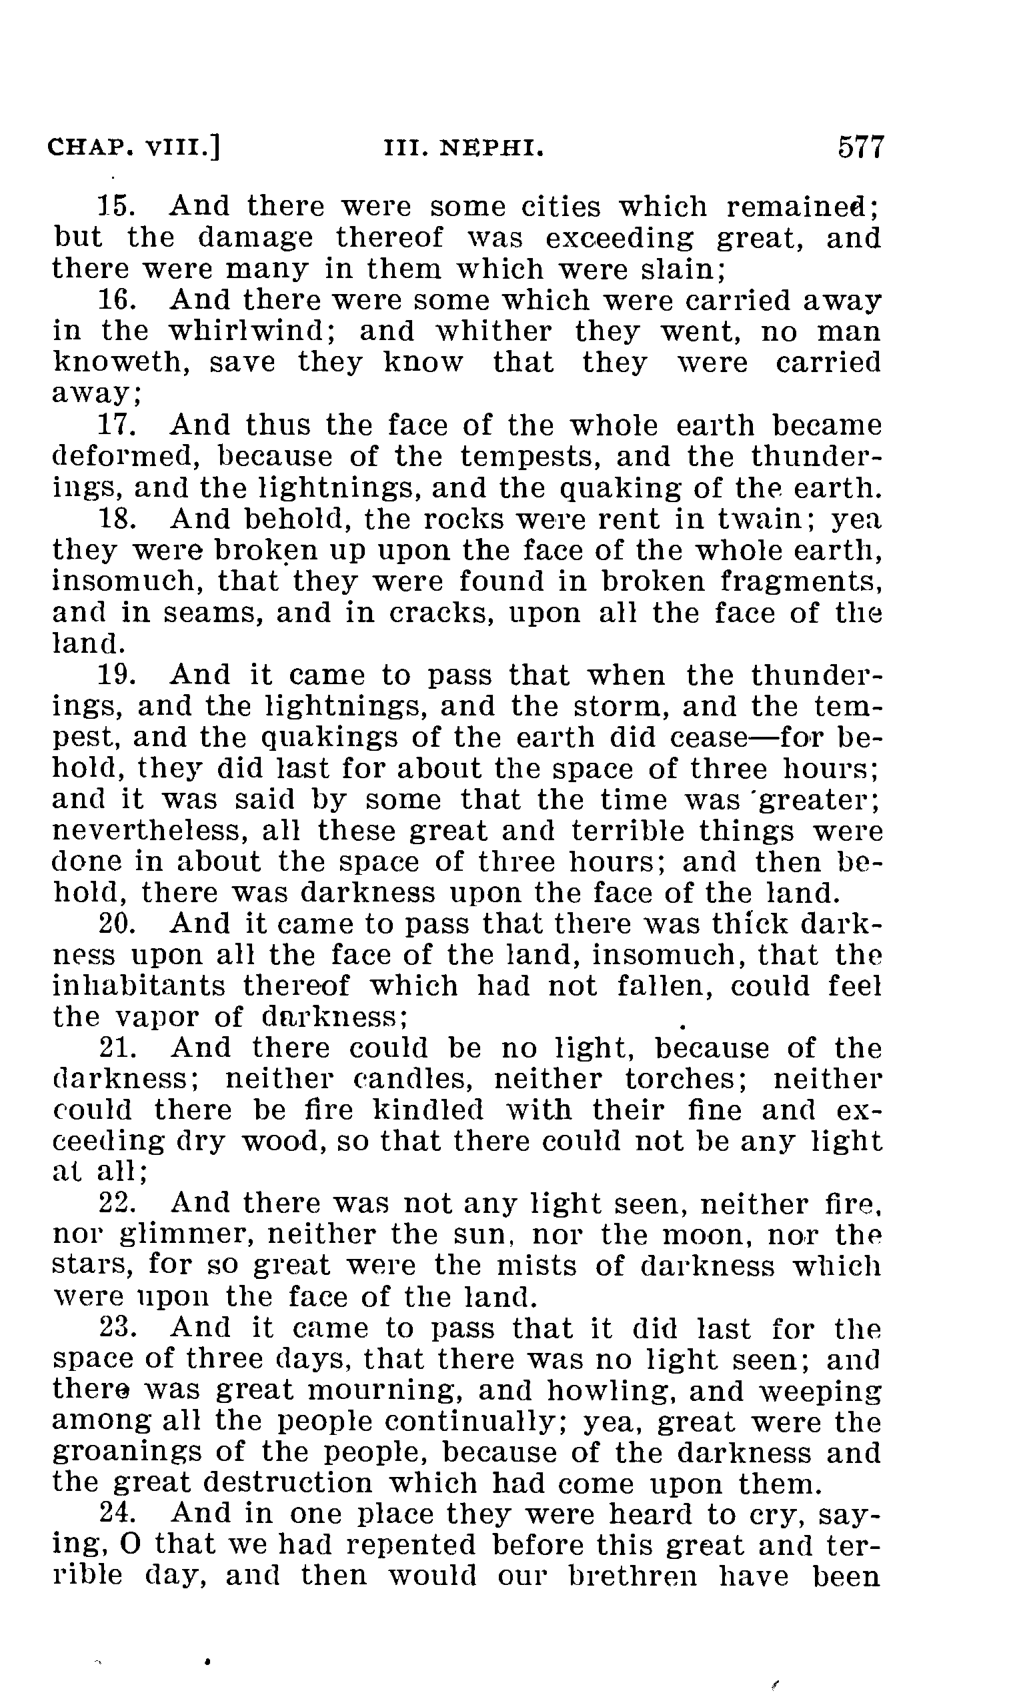 CHAP. VIII.] III. NEPHI. 577
15. And there were some cities which remained;
but the damage thereof was exceeding great, and
there were many in them which were slain;
16. And there were some which were carried away
in the whirlwind; and whither they went, no man
knoweth, save they know that they were carried
away;
17. And thus the face of the whole earth became
deformed, because of the tempests, and the thunder-
ings, and the lightnings, and the quaking of the earth.
18. And behold, the rocks were rent in twain; yea
they were broken up upon the face of the whole earth,
insomuch, that they were found in broken fragments,
and in seams, and in cracks, upon all the face of the
land.
19. And it came to pass that when the thunder-
ings, and the lightnings, and the storm, and the tem-
pest, and the quakings of the earth did cease—for be-
hold, they did last for about the space of three hours;
and it was said by some that the time was greater;
nevertheless, all these great and terrible things were
done in about the space of three hours; and then be-
hold, there was darkness upon the face of the land.
20. And it came to pass that there was thick dark-
ness upon all the face of the land, insomuch, that the
inhabitants thereof which had not fallen, could feel
the vapor of darkness;
21. And there could be no light, because of the
darkness; neither candles, neither torches; neither
could there be fire kindled with their fine and ex-
ceeding dry wood, so that there could not be any light
at all;
22. And there was not any light seen, neither fire,
nor glimmer, neither the sun, nor the moon, nor the
stars, for so great were the mists of darkness which
were upon the face of the land.
23. And it came to pass that it did last for the
space of three days, that there was no light seen; and
there was great mourning, and howling, and weeping
among all the people continually; yea, great were the
groanings of the people, because of the darkness and
the great destruction which had come upon them.
24. And in one place they were heard to cry, say-
ing, O that we had repented before this great and ter-
rible day, and then would our brethren have been